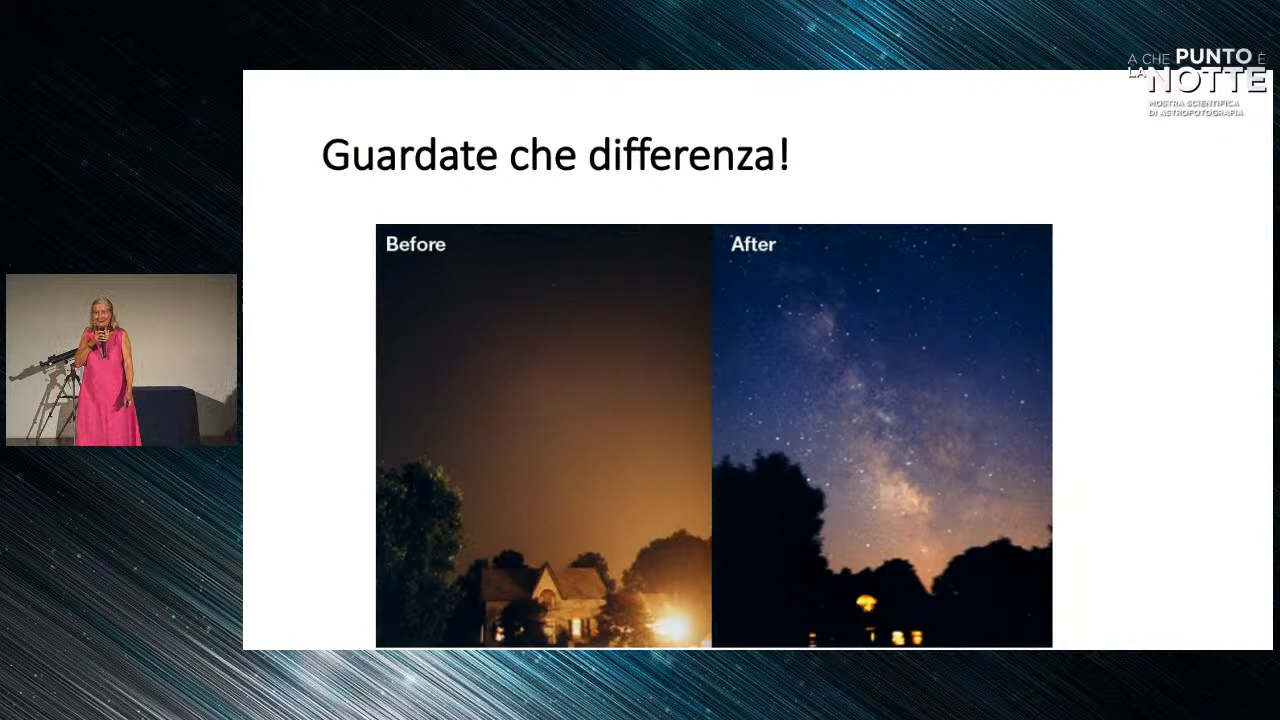 A CHE PUNTO È
LA NOTTE
MOSTRA SCIENTIFICA
DI ASTROFOTOGRAFIA
Guardate che differenza!
Before
After